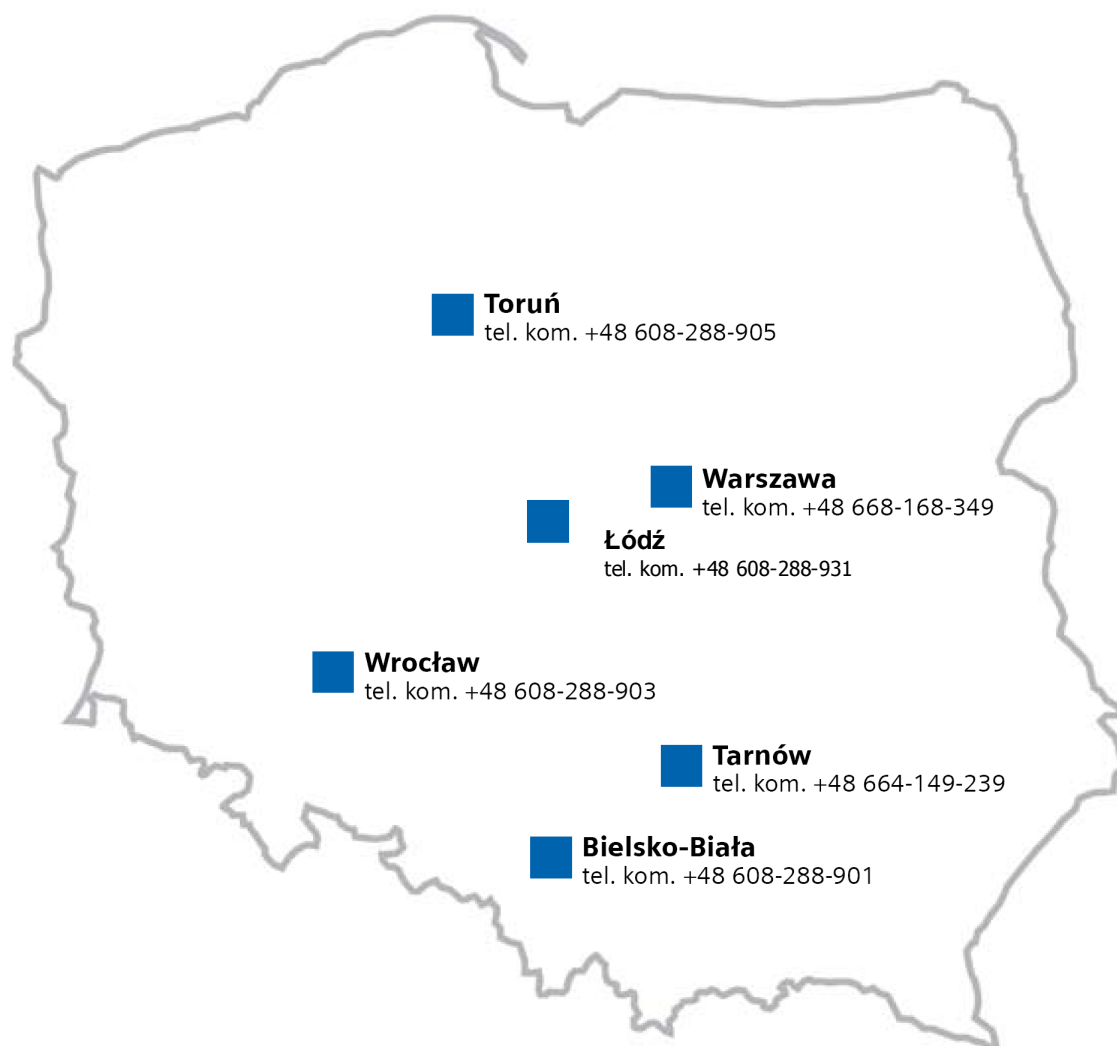 Toruń
tel. kom. +48 608-288-905
Warszawa
tel. kom. +48 668-168-349
Łódź
tel. kom. +48 608-288-931
Wrocław
tel. kom. +48 608-288-903
Tarnów
tel. kom. +48 664-149-239
Bielsko-Biała
tel. kom. +48 608-288-901